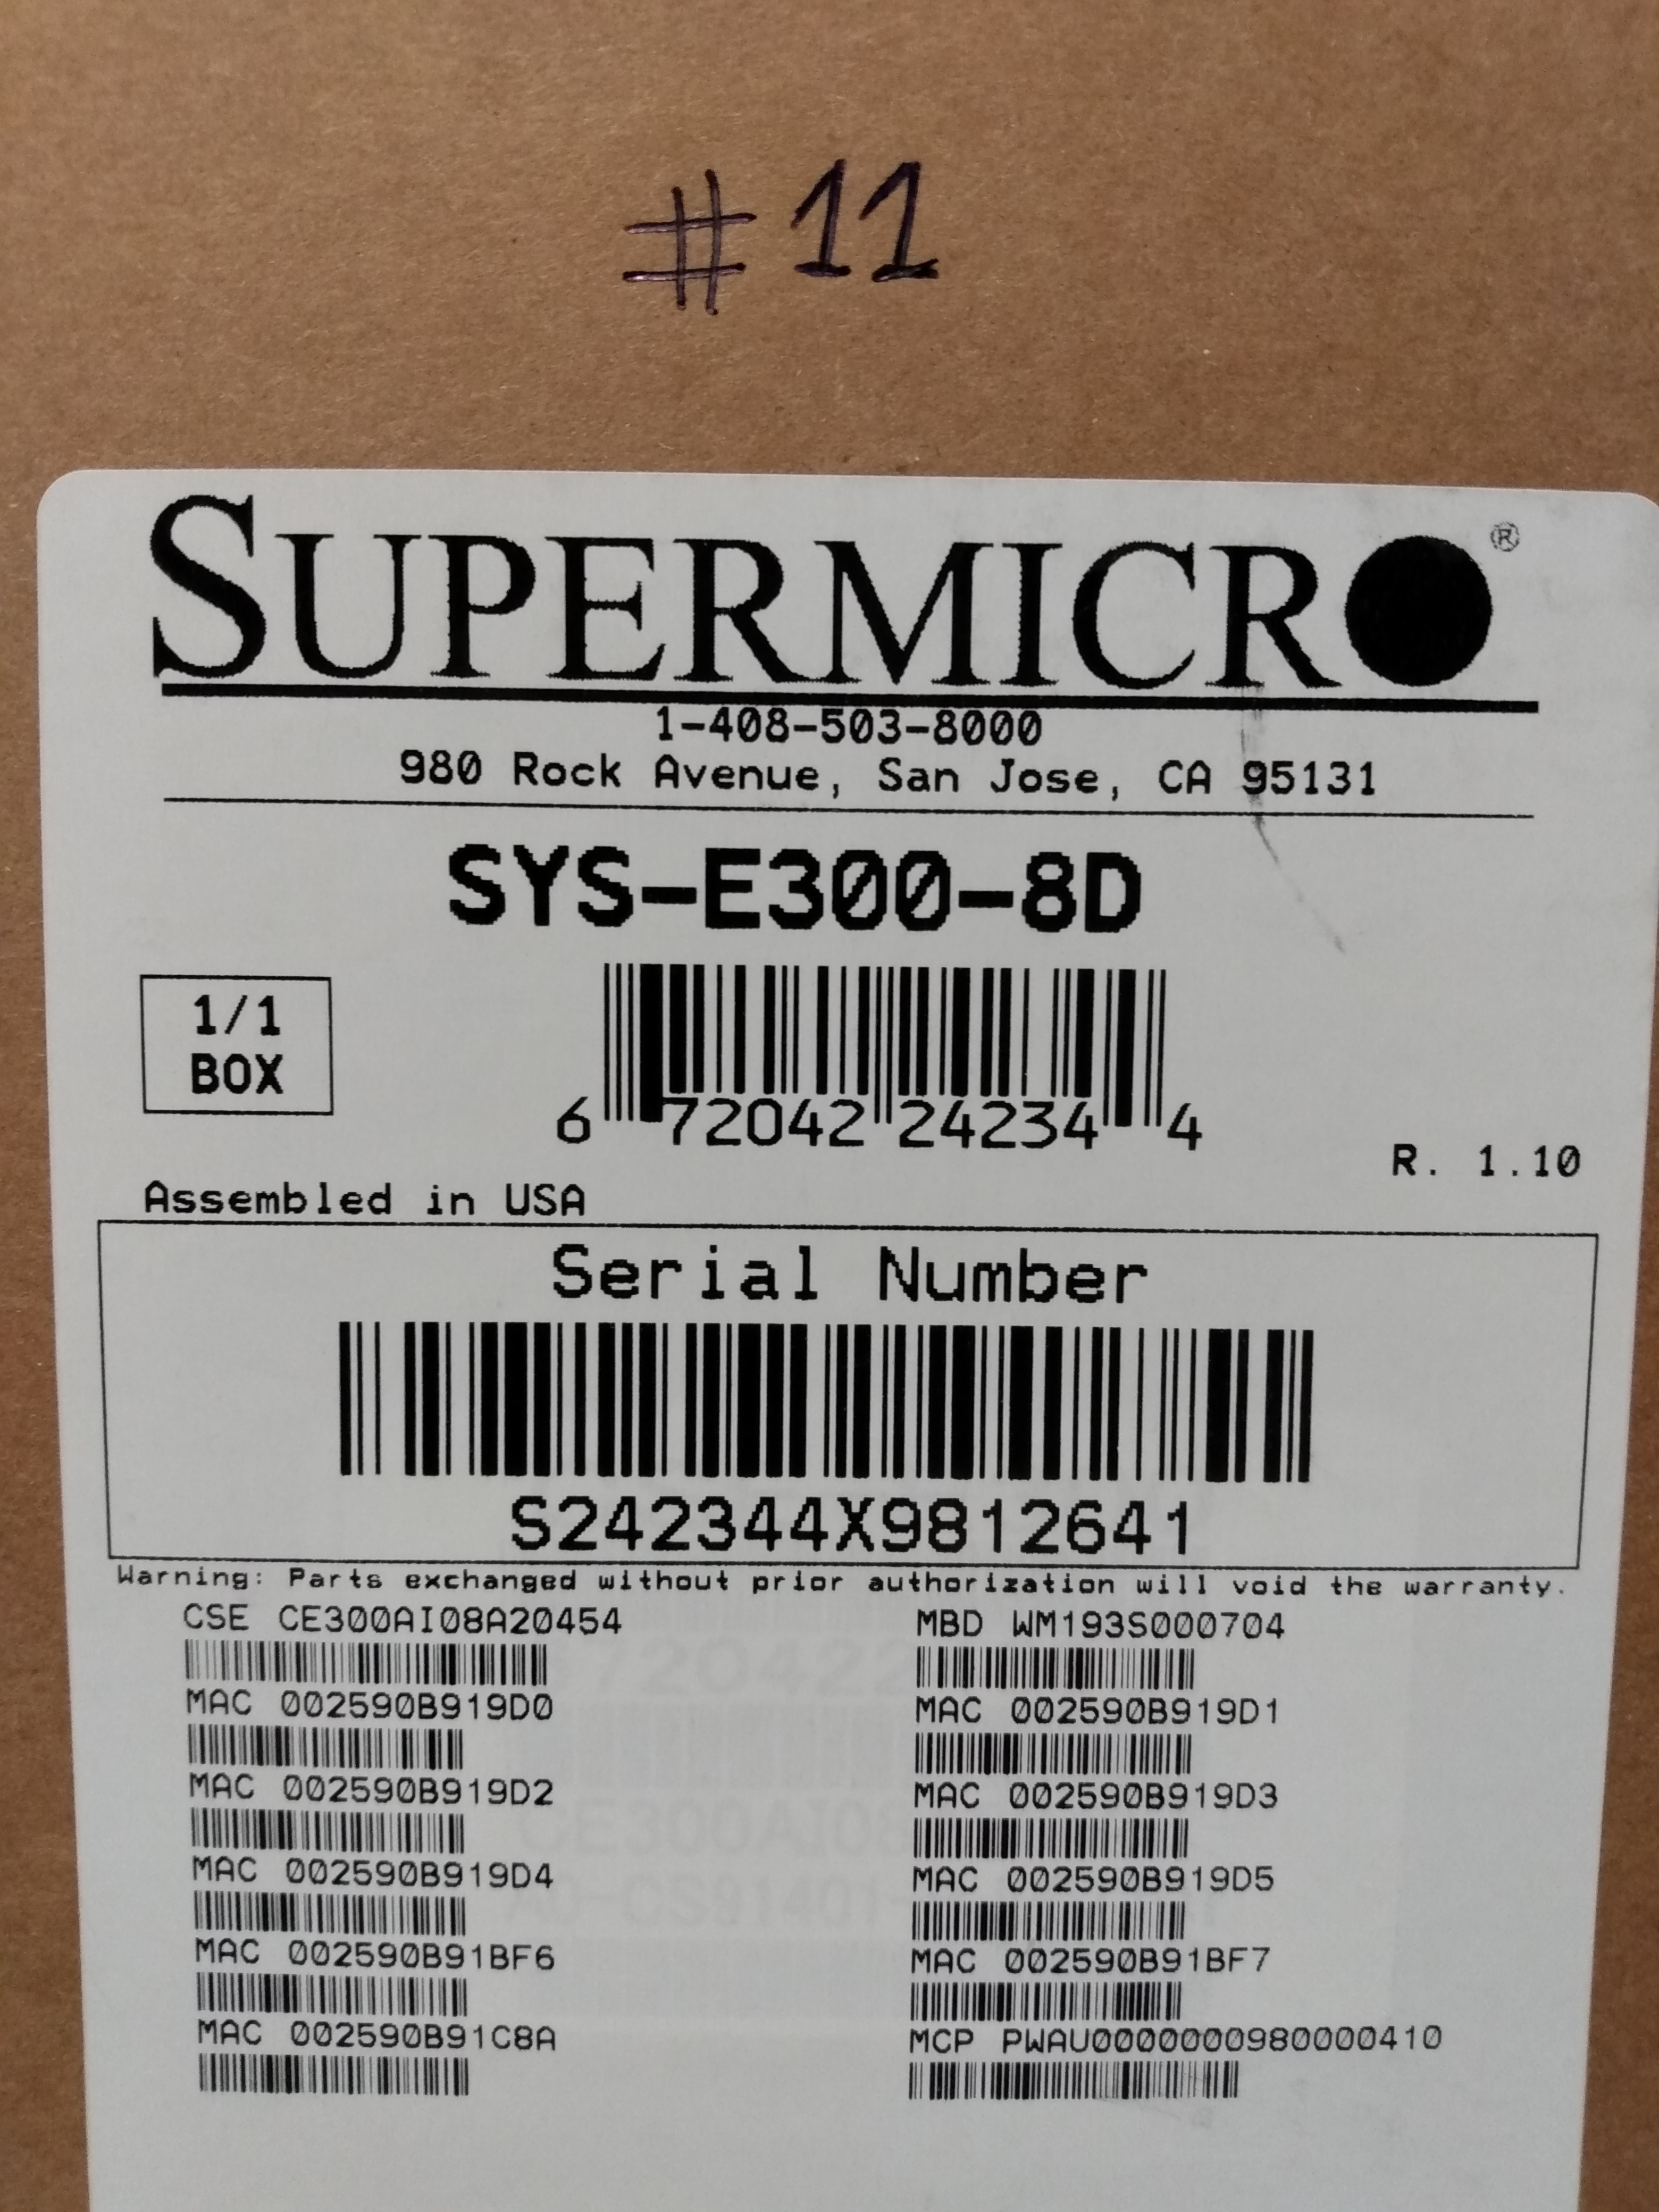 #11
SUPERMICRO®
1-408-503-8000
980 Rock Avenue, San Jose, CA 95131
SYS-E300-8D
1/1
BOX
6 72042 24234 4
R. 1.10
Assembled in USA
Serial Number
S242344X9812641
Warning: Parts exchanged without prior authorization will void the warranty.
CSE CE300AI08A20454 MBD WM193S000704
MAC 002590B919D0 MAC 002590B919D1
MAC 002590B919D2 MAC 002590B919D3
MAC 002590B919D4 MAC 002590B919D5
MAC 002590B91BF6 MAC 002590B91BF7
MAC 002590B91C8A MCP PWAU0000000980000410